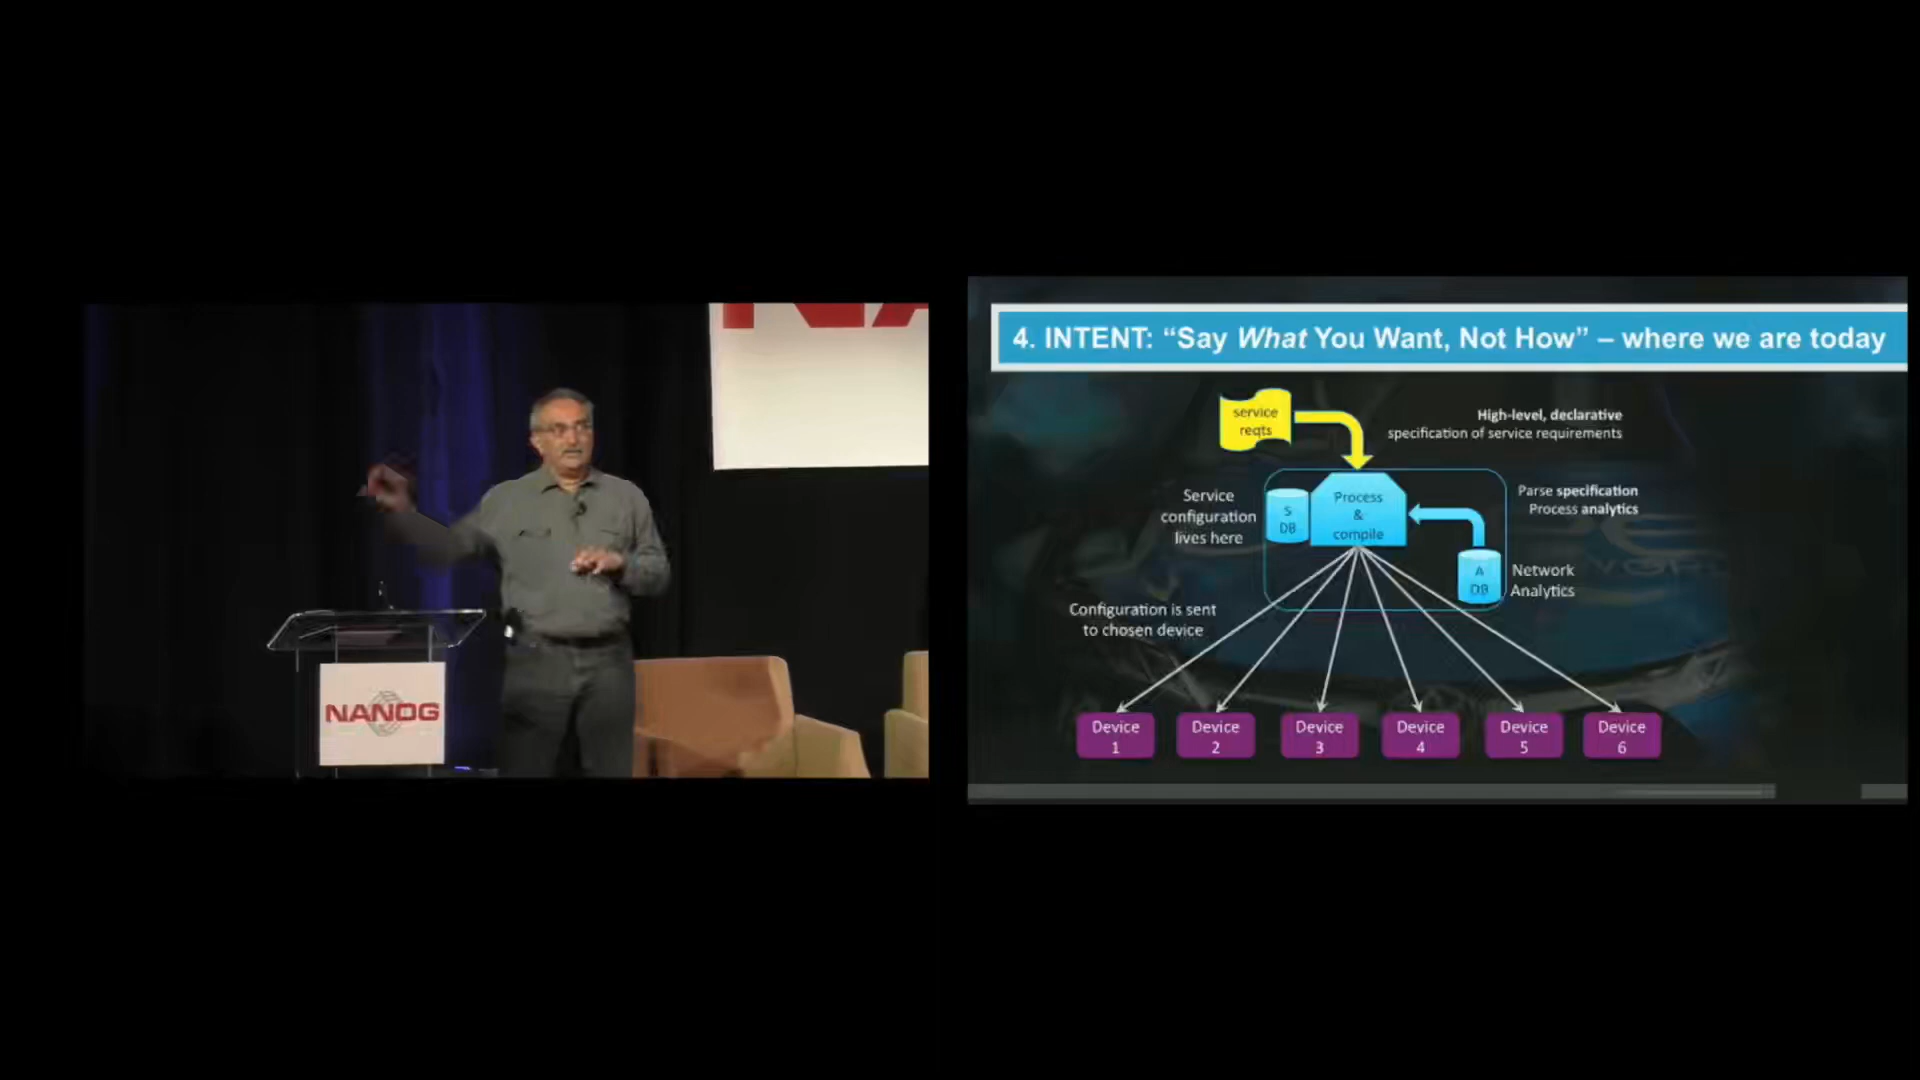 NANOG
4. INTENT: “Say What You Want, Not How” – where we are today
service
reqts
High-level, declarative
specification of service requirements
Service
configuration
lives here
S
DB
Process
&
compile
Parse specification
Process analytics
A
DB
Network
Analytics
Configuration is sent
to chosen device
Device
1
Device
2
Device
3
Device
4
Device
5
Device
6